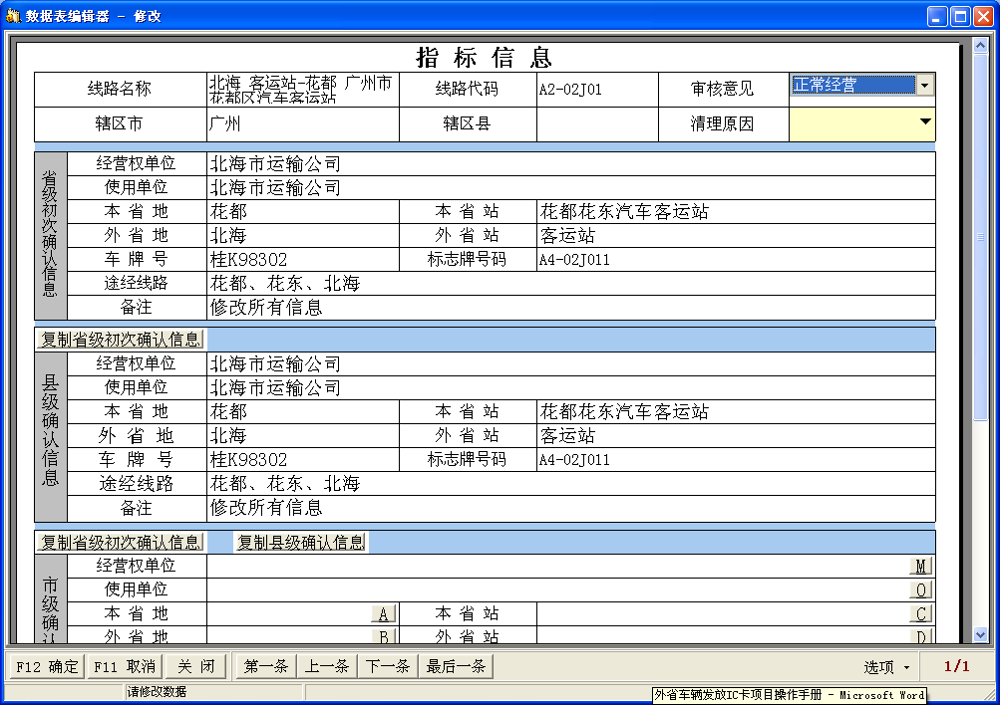 数据表编辑器 - 修改
指 标 信 息
线路名称 北海 客运站-花都 广州市花都区汽车客运站 线路代码 A2-02J01 审核意见 正常经营
辖区市 广州 辖区县 清理原因
省级初次确认信息
经营权单位 北海市运输公司
使用单位 北海市运输公司
本 省 地 花都 本 省 站 花都花东汽车客运站
外 省 地 北海 外 省 站 客运站
车 牌 号 桂K98302 标志牌号码 A4-02J011
途经线路 花都、花东、北海
备注 修改所有信息
复制省级初次确认信息
县级确认信息
经营权单位 北海市运输公司
使用单位 北海市运输公司
本 省 地 花都 本 省 站 花都花东汽车客运站
外 省 地 北海 外 省 站 客运站
车 牌 号 桂K98302 标志牌号码 A4-02J011
途经线路 花都、花东、北海
备注 修改所有信息
复制省级初次确认信息 复制县级确认信息
市级确认
经营权单位 M
使用单位 O
本 省 地 A 本 省 站 C
外 省 地 B 外 省 站 D
F12 确定 F11 取消 关 闭 第一条 上一条 下一条 最后一条 选项 1/1
请修改数据
外省车辆发放IC卡项目操作手册 - Microsoft Word